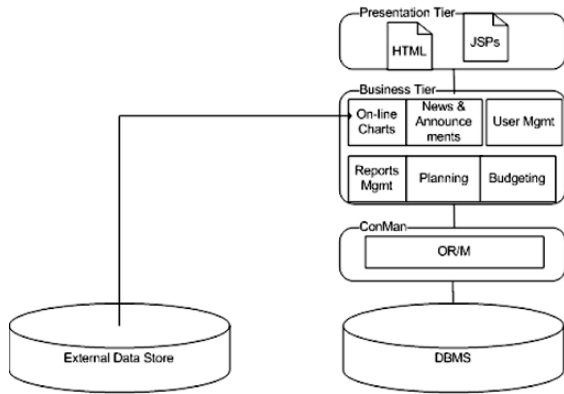 Presentation Tier
HTML
JSPs
Business Tier
On-line
Charts
News &
Announce
ments
User Mgmt
Reports
Mgmt
Planning
Budgeting
ConMan
OR/M
External Data Store
DBMS